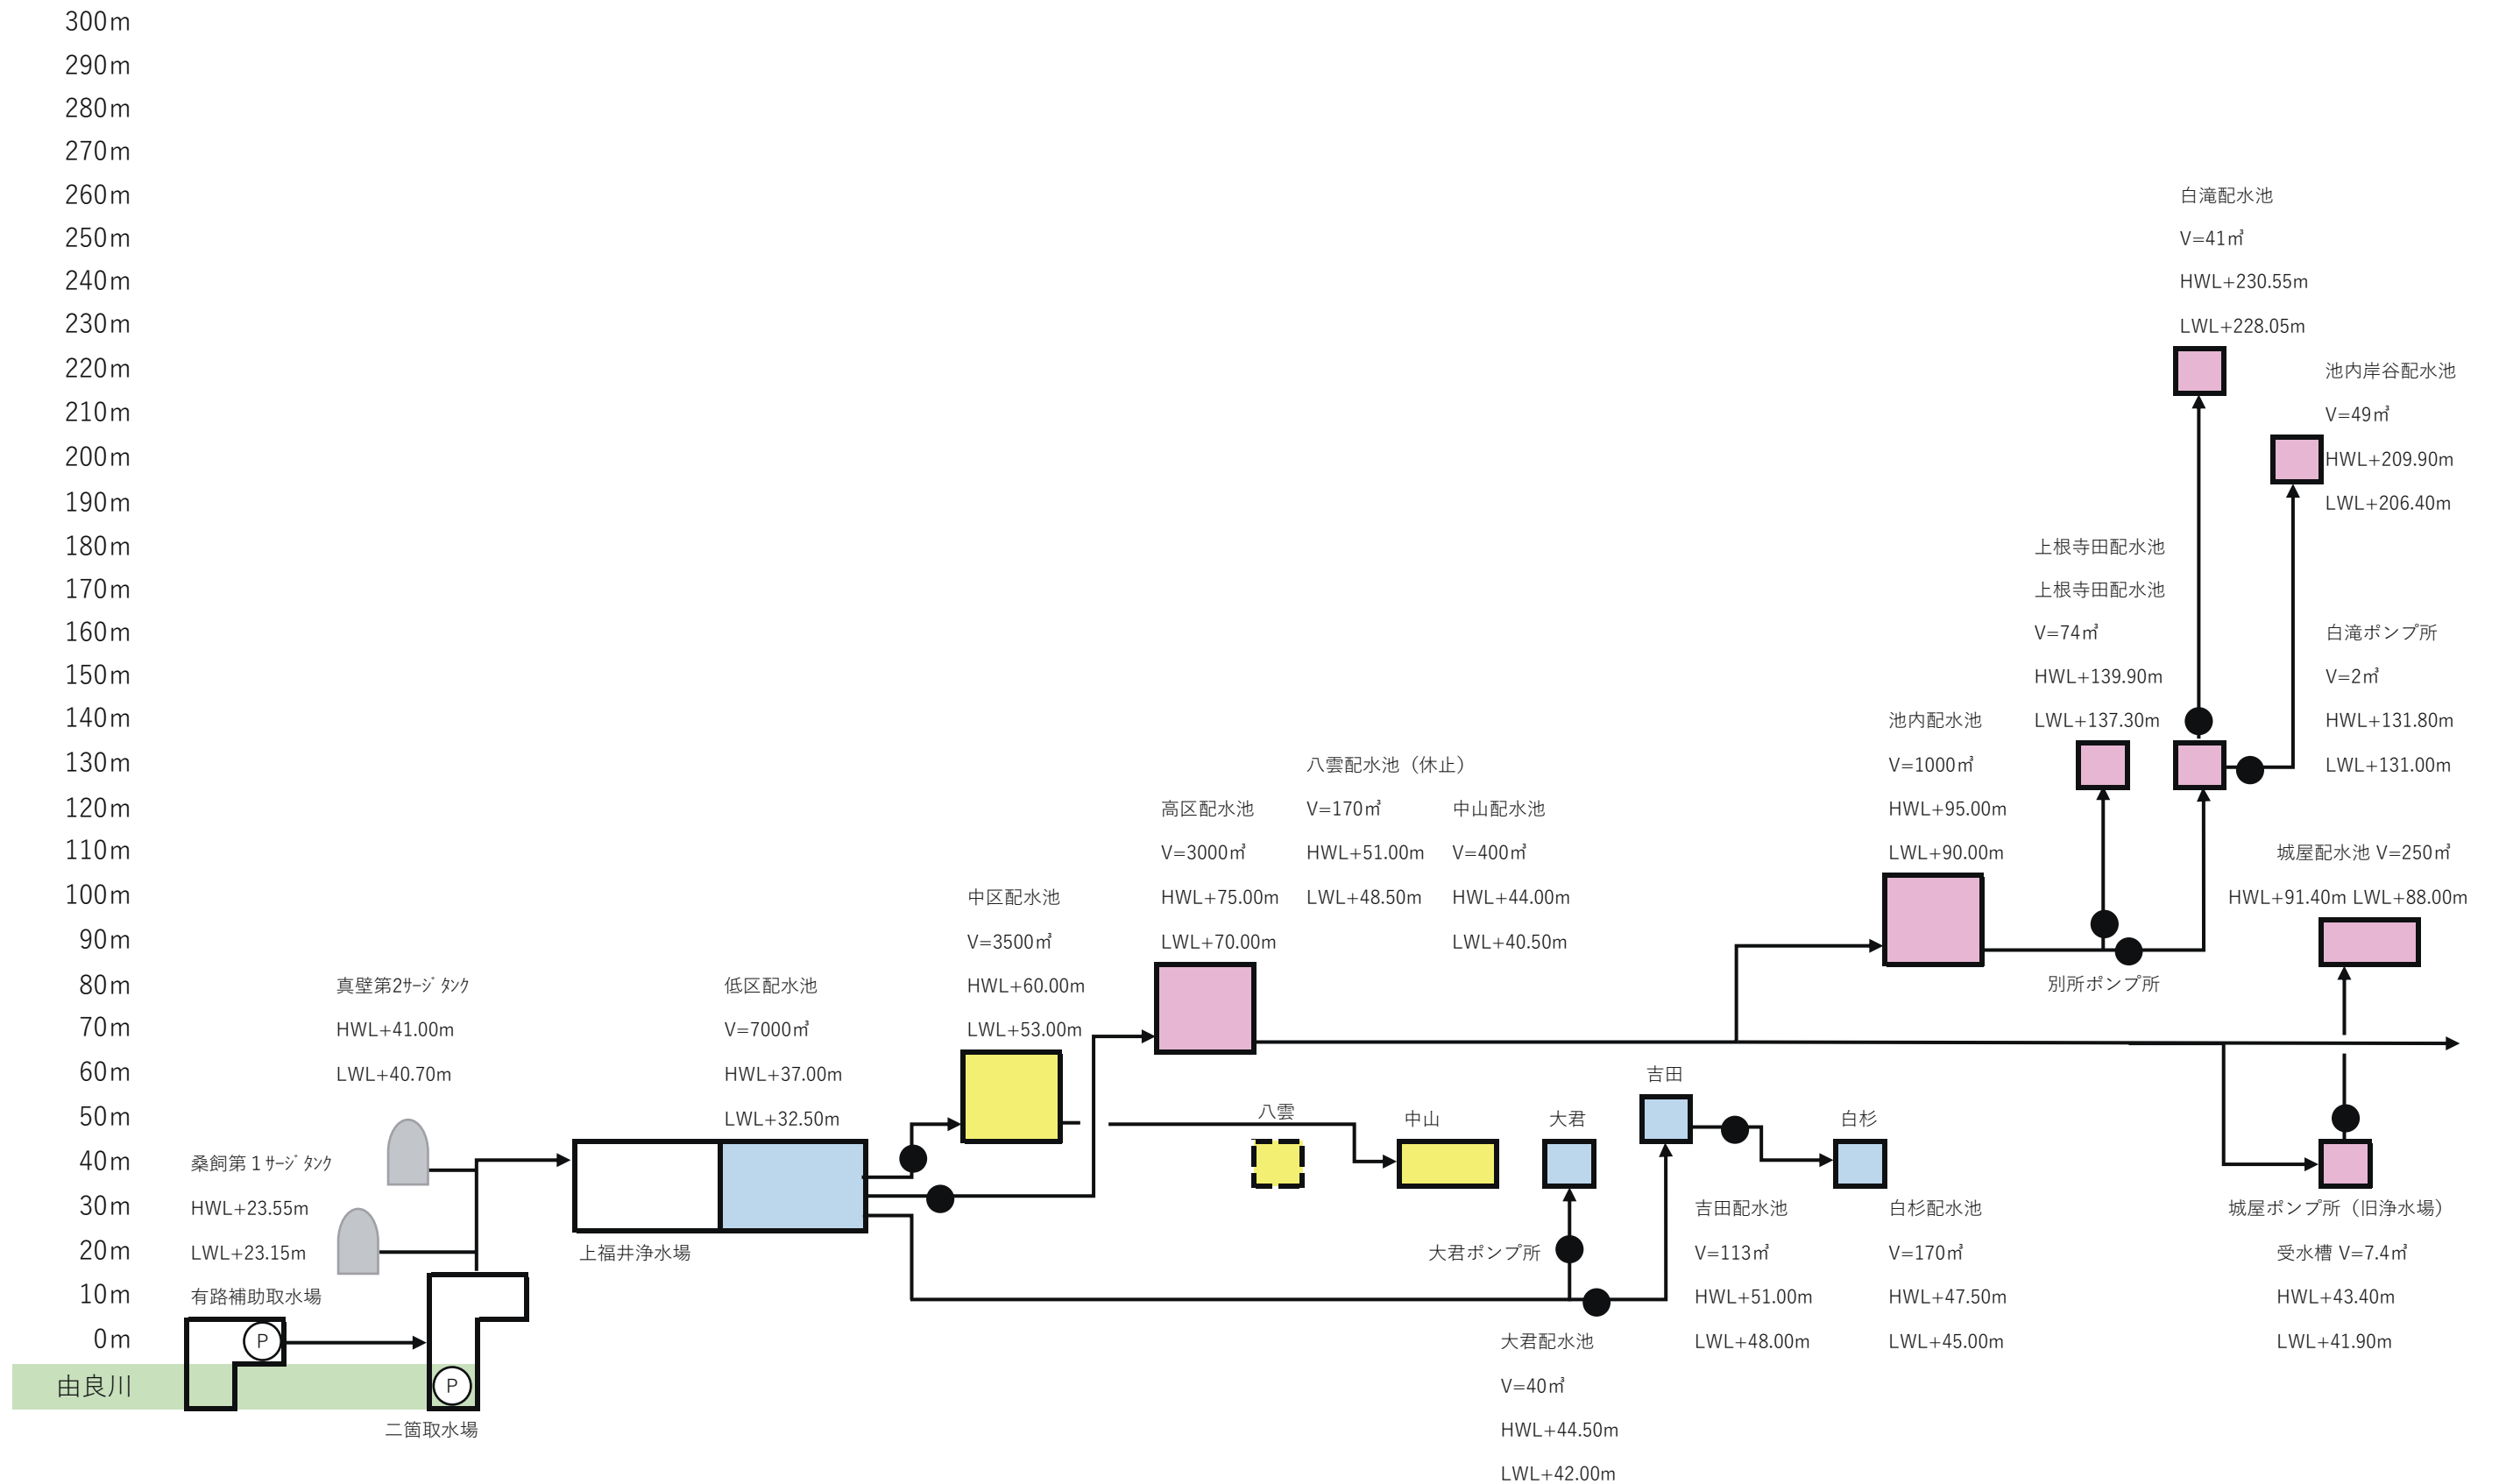 300m
290m
280m
270m
260m
250m
240m
230m
220m
210m
200m
190m
180m
170m
160m
150m
140m
130m
120m
110m
100m
90m
80m
70m
60m
50m
40m
30m
20m
10m
0m
由良川
桑飼第1ｻｰｼﾞﾀﾝｸ
HWL+23.55m
LWL+23.15m
有路補助取水場
P
真壁第2ｻｰｼﾞﾀﾝｸ
HWL+41.00m
LWL+40.70m
P
二箇取水場
上福井浄水場
低区配水池
V=7000㎥
HWL+37.00m
LWL+32.50m
中区配水池
V=3500㎥
HWL+60.00m
LWL+53.00m
高区配水池
V=3000㎥
HWL+75.00m
LWL+70.00m
八雲配水池（休止）
V=170㎥
HWL+51.00m
LWL+48.50m
中山配水池
V=400㎥
HWL+44.00m
LWL+40.50m
八雲
中山
大君
吉田
白杉
大君ポンプ所
大君配水池
V=40㎥
HWL+44.50m
LWL+42.00m
吉田配水池
V=113㎥
HWL+51.00m
LWL+48.00m
白杉配水池
V=170㎥
HWL+47.50m
LWL+45.00m
池内配水池
V=1000㎥
HWL+95.00m
LWL+90.00m
上根寺田配水池
上根寺田配水池
V=74㎥
HWL+139.90m
LWL+137.30m
別所ポンプ所
白滝配水池
V=41㎥
HWL+230.55m
LWL+228.05m
池内岸谷配水池
V=49㎥
HWL+209.90m
LWL+206.40m
白滝ポンプ所
V=2㎥
HWL+131.80m
LWL+131.00m
城屋配水池 V=250㎥
HWL+91.40m LWL+88.00m
城屋ポンプ所（旧浄水場）
受水槽 V=7.4㎥
HWL+43.40m
LWL+41.90m